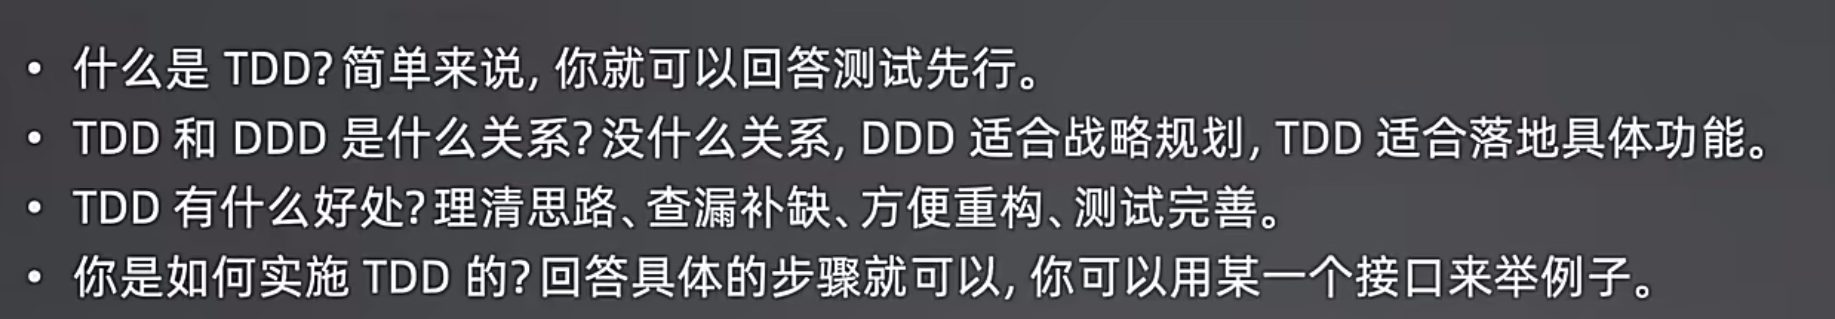 • 什么是 TDD?简单来说, 你就可以回答测试先行。
• TDD 和 DDD 是什么关系?没什么关系, DDD 适合战略规划, TDD 适合落地具体功能。
• TDD 有什么好处?理清思路、查漏补缺、方便重构、测试完善。
• 你是如何实施 TDD 的?回答具体的步骤就可以, 你可以用某一个接口来举例子。